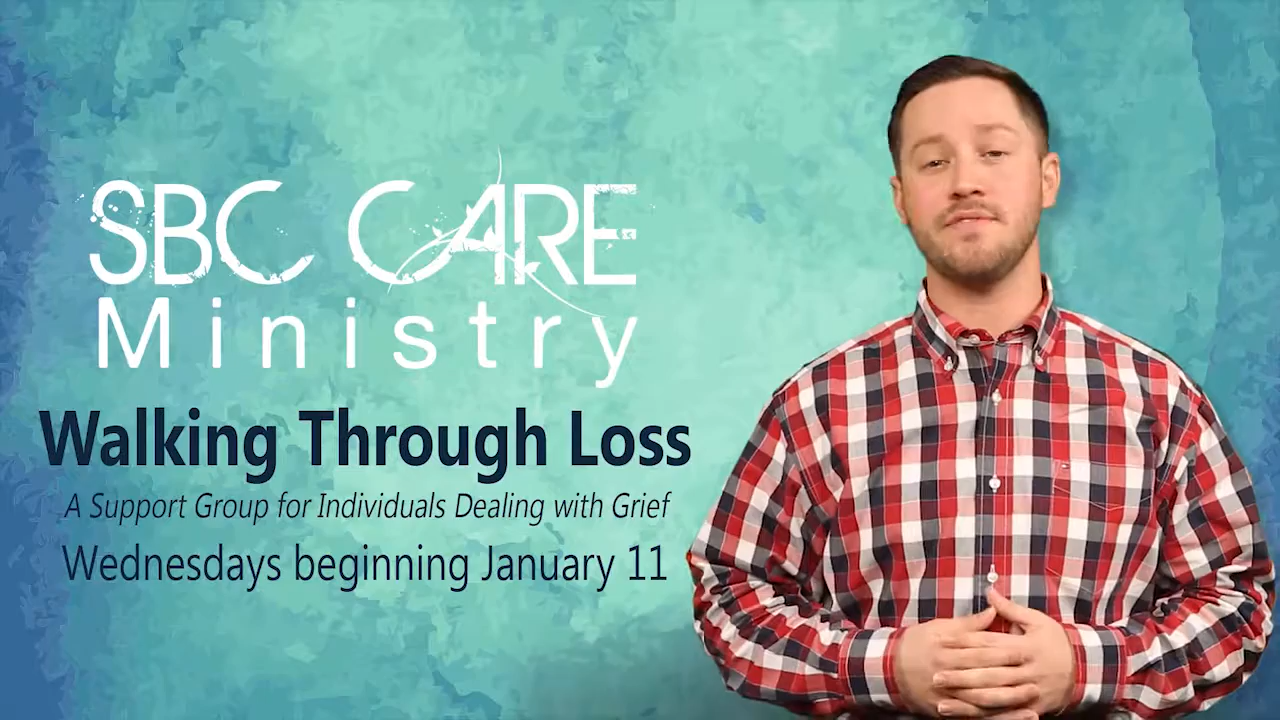 SBC CARE
Ministry
Walking Through Loss
A Support Group for Individuals Dealing with Grief
Wednesdays beginning January 11